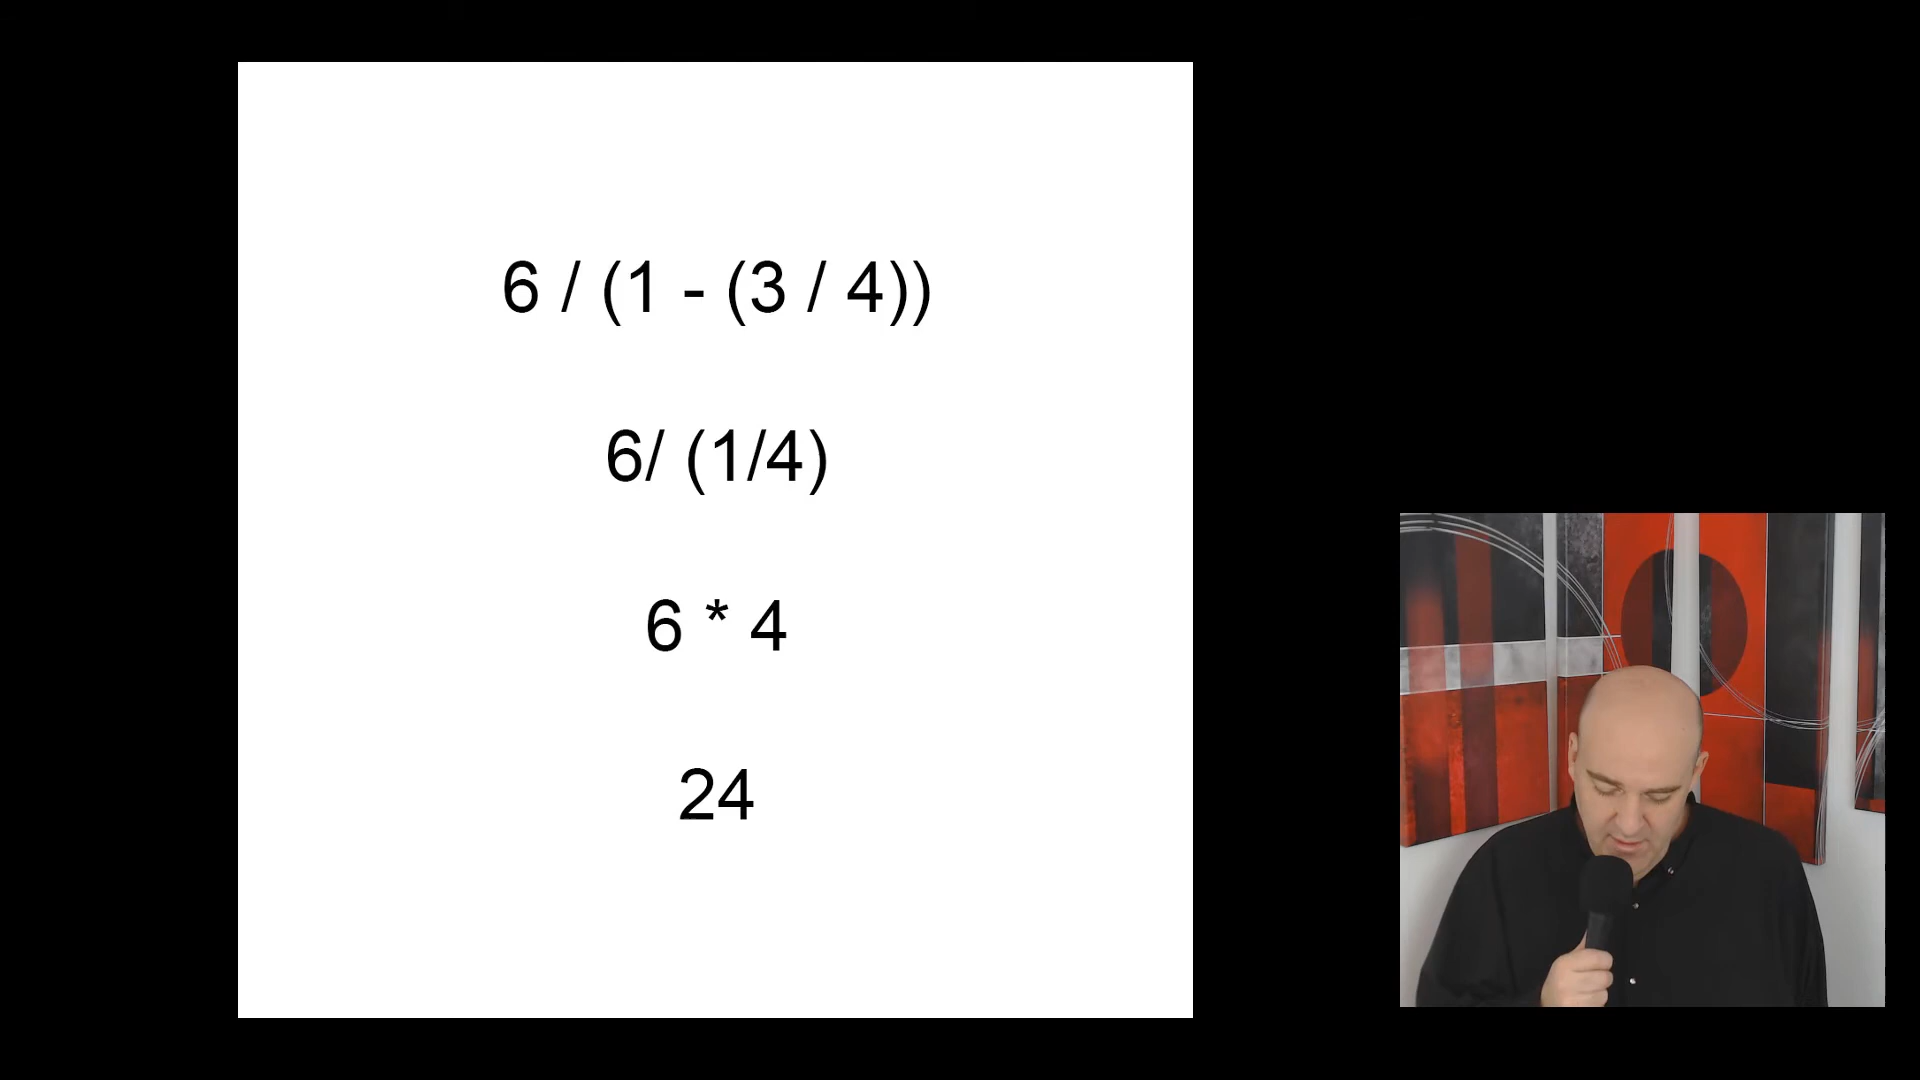 6 / (1 - (3 / 4))
6/ (1/4)
6 * 4
24